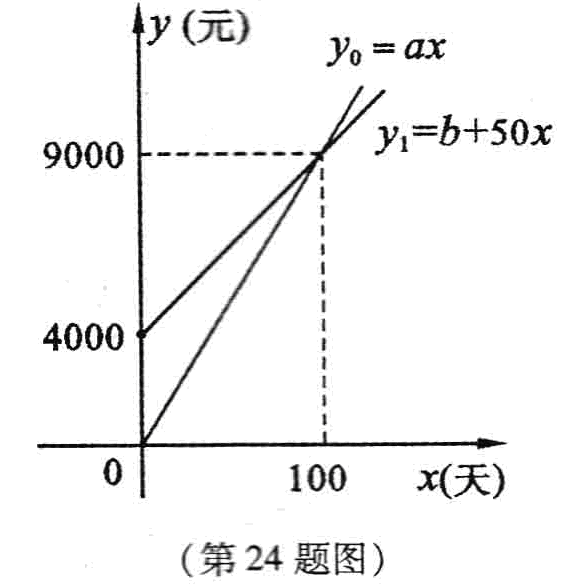 y (元)
y₀ = ax
y₁=b+50x
9000
4000
0
100
x(天)
(第 24 题图)